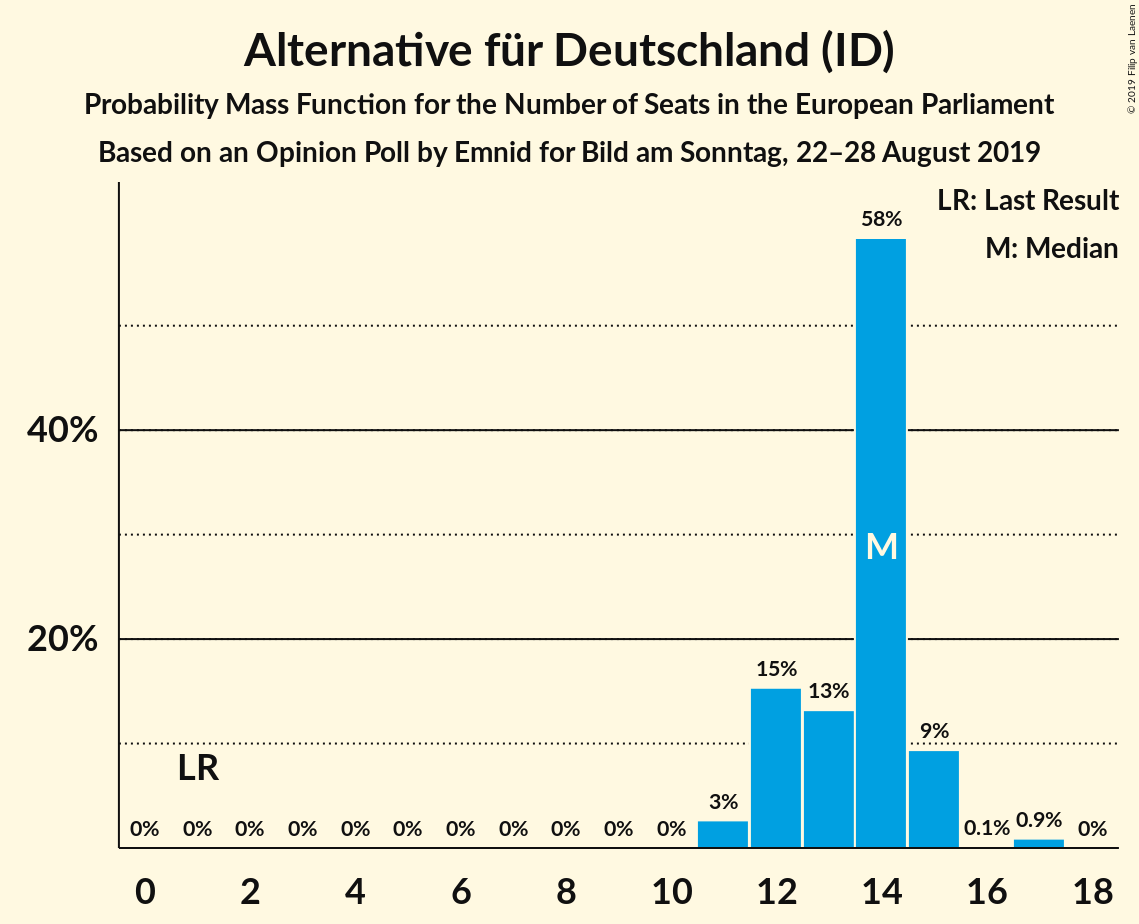 Alternative für Deutschland (ID)
Probability Mass Function for the Number of Seats in the European Parliament
Based on an Opinion Poll by Emnid for Bild am Sonntag, 22–28 August 2019
© 2019 Filip van Laenen
LR: Last Result
M: Median
58%
40%
M
20%
15%
13%
9%
LR
3%
0% 0% 0% 0% 0% 0% 0% 0% 0% 0% 0% 0.1% 0.9% 0%
0 2 4 6 8 10 12 14 16 18